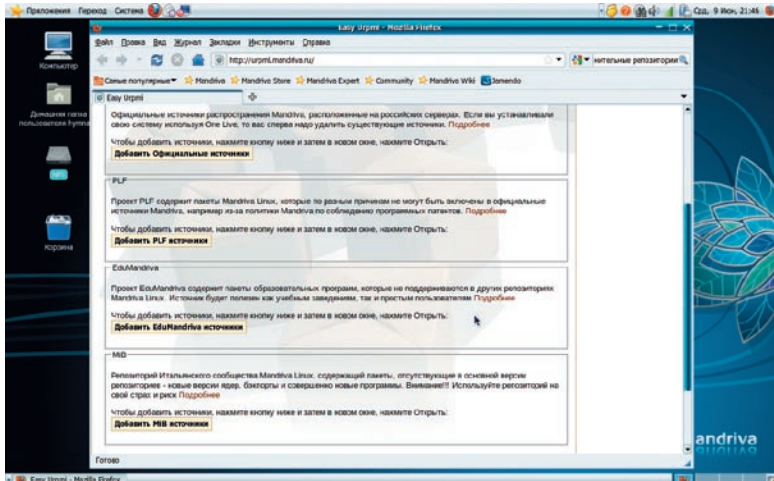 Приложения Переход Система
Срд, 9 Июн, 21:45
Easy Urpmi - Mozilla Firefox
Файл Правка Вид Журнал Закладки Инструменты Справка
http://urpmi.mandriva.ru/
нительные репозитории
Самые популярные Mandriva Mandriva Store Mandriva Expert Community Mandriva Wiki Jamendo
Easy Urpmi
Компьютер
Домашняя папка
пользователя
Корзина
Официальные источники распространения Mandriva, расположенные на российских серверах. Если вы устанавливали
свою систему используя One Live, то вас сперва надо удалить существующие источники. Подробнее
Чтобы добавить источники, нажмите кнопку ниже и затем в новом окне, нажмите Открыть:
Добавить Официальные источники
PLF
Проект PLF содержит пакеты Mandriva Linux, которые по разным причинам не могут быть включены в официальные
источники Mandriva, например из-за политики Mandriva по соблюдению программных патентов. Подробнее
Чтобы добавить источники, нажмите кнопку ниже и затем в новом окне, нажмите Открыть:
Добавить PLF источники
EduMandriva
Проект EduMandriva содержит пакеты образовательных программ, которые не поддерживаются в других репозиториях
Mandriva Linux. Источник будет полезен как учебным заведениям, так и простым пользователям Подробнее
Чтобы добавить источники, нажмите кнопку ниже и затем в новом окне, нажмите Открыть:
Добавить EduMandriva источники
MiB
Репозиторий Итальянского сообщества Mandriva Linux, содержащий пакеты, отсутствующие в основной версии
репозиториев - новые версии ядер, бэкпорты и совершенно новые программы. Внимание!!! Используйте репозиторий на
свой страх и риск Подробнее
Чтобы добавить источники, нажмите кнопку ниже и затем в новом окне, нажмите Открыть:
Добавить MiB источники
andriva
Готово
Easy Urpmi - Mozilla Firefox